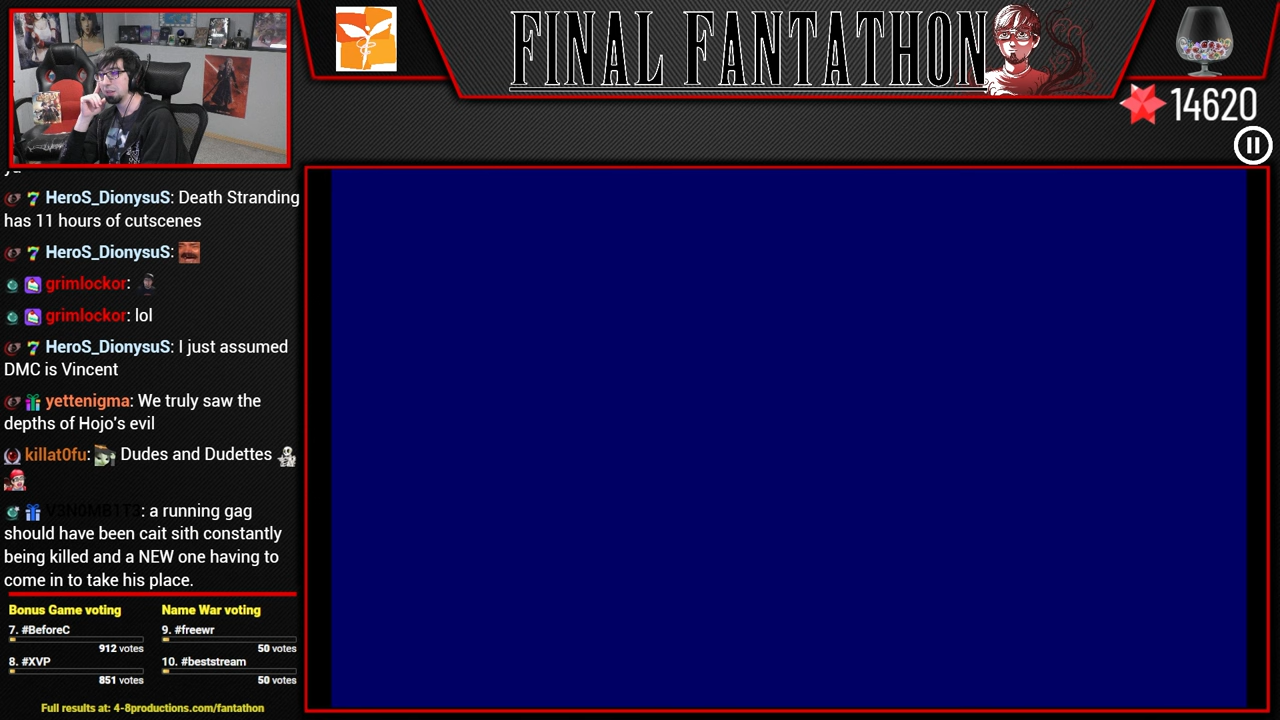 FINAL FANTATHON
14620
HeroS_DionysuS: Death Stranding
has 11 hours of cutscenes
HeroS_DionysuS:
grimlockor:
grimlockor: lol
HeroS_DionysuS: I just assumed
DMC is Vincent
yettenigma: We truly saw the
depths of Hojo's evil
killat0fu: Dudes and Dudettes
: a running gag
should have been cait sith constantly
being killed and a NEW one having to
come in to take his place.
Bonus Game voting
7. #BeforeC
912 votes
8. #XVP
851 votes
Name War voting
9. #freewr
50 votes
10. #beststream
50 votes
Full results at: 4-8productions.com/fantathon